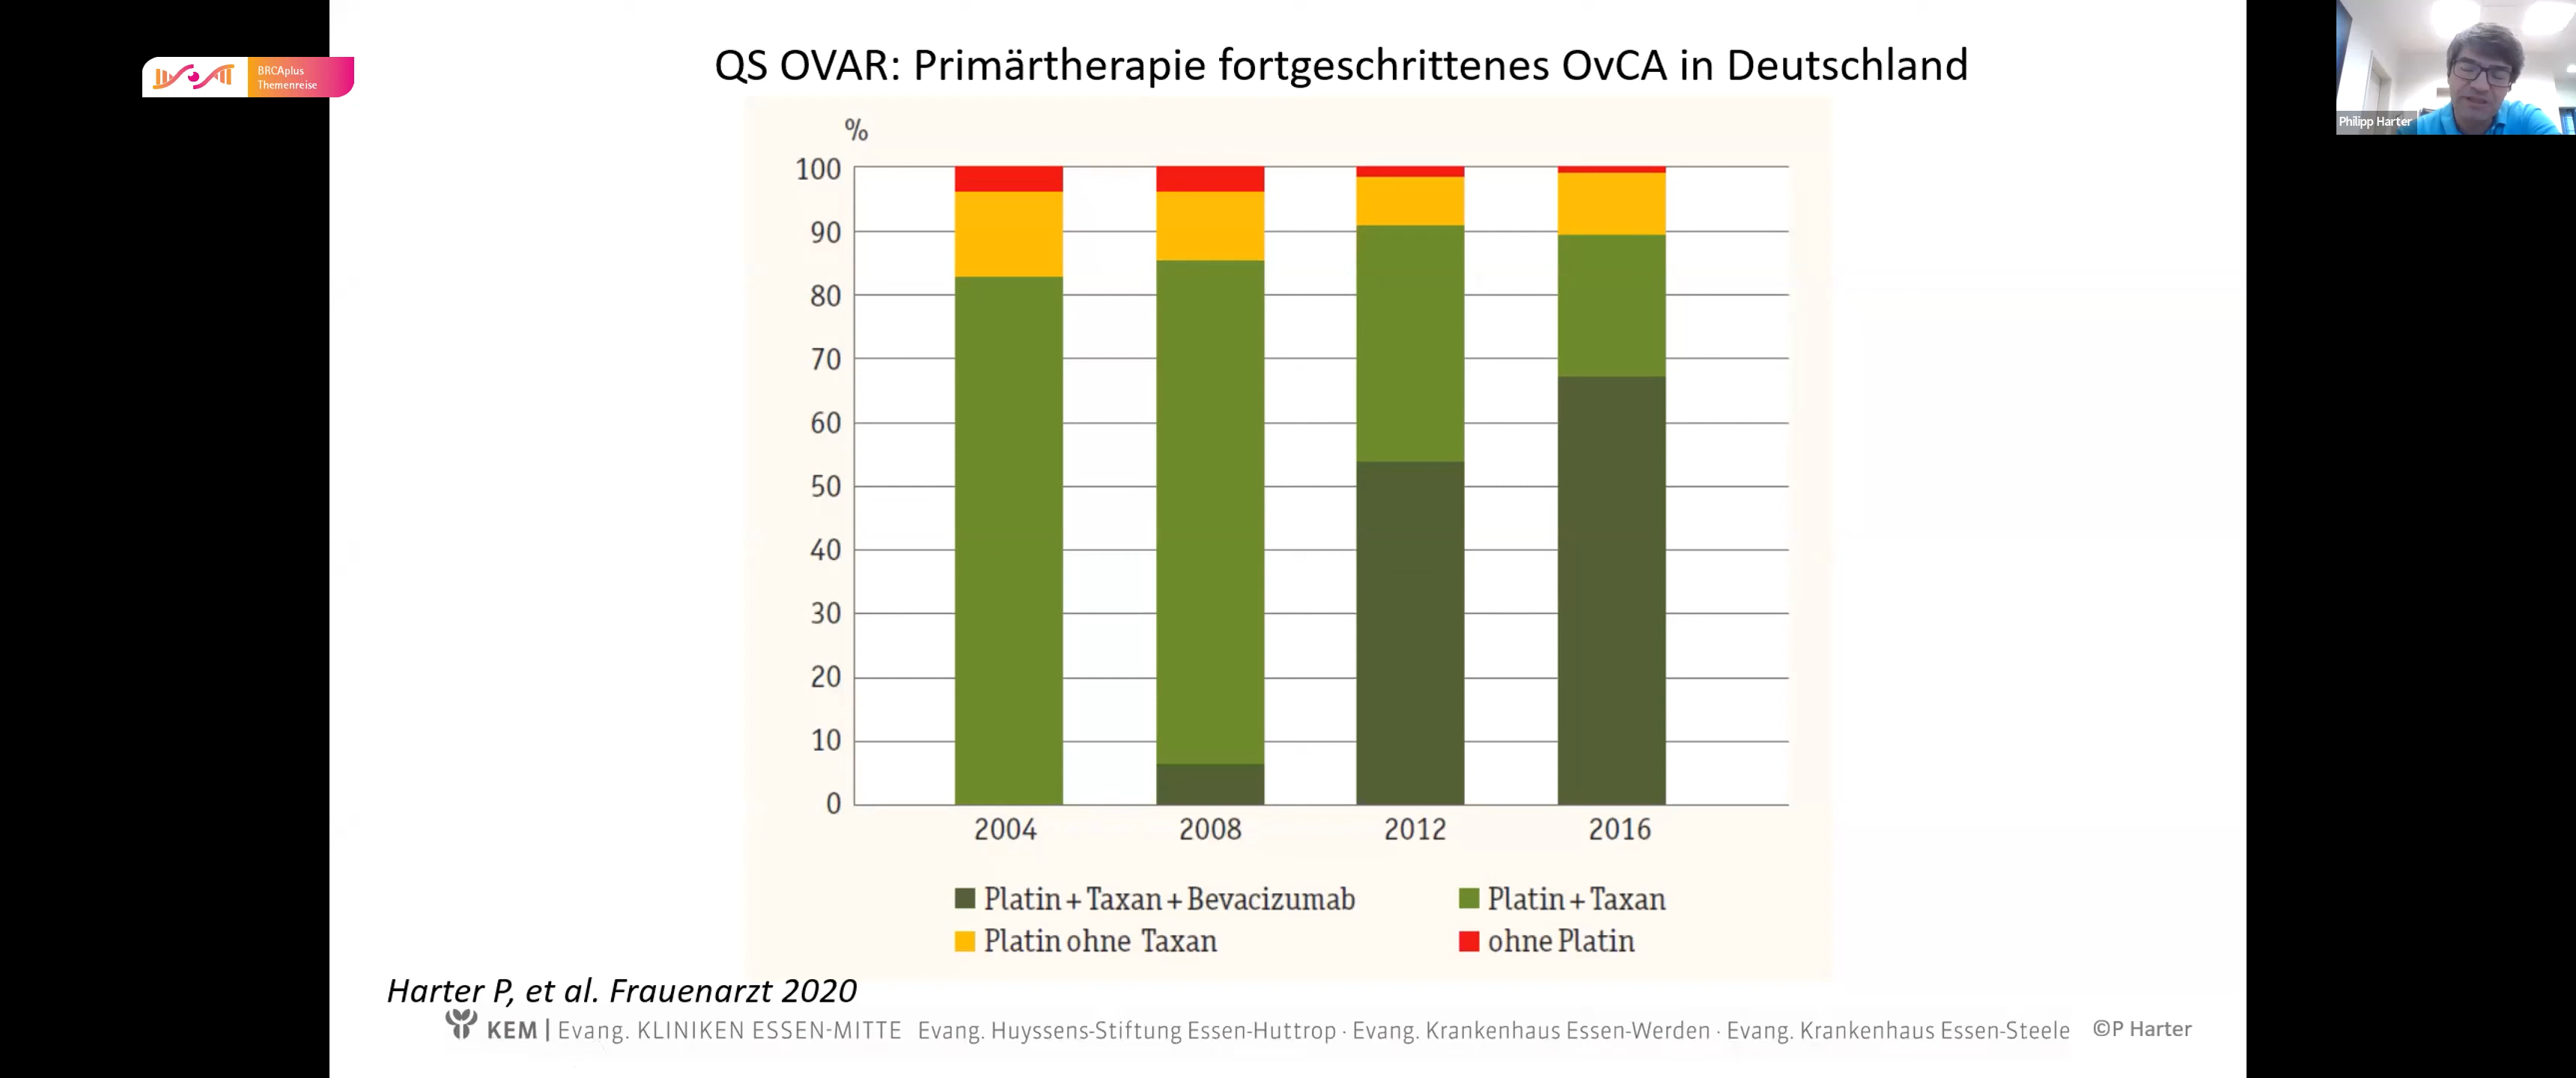 BRCAplus
Themenreise
QS OVAR: Primärtherapie fortgeschrittenes OvCA in Deutschland
Philipp Harter
%
100
90
80
70
60
50
40
30
20
10
0
2004 2008 2012 2016
Platin + Taxan + Bevacizumab Platin + Taxan
Platin ohne Taxan ohne Platin
Harter P, et al. Frauenarzt 2020
KEM | Evang. KLINIKEN ESSEN-MITTE Evang. Huyssens-Stiftung Essen-Huttrop · Evang. Krankenhaus Essen-Werden · Evang. Krankenhaus Essen-Steele ©P Harter